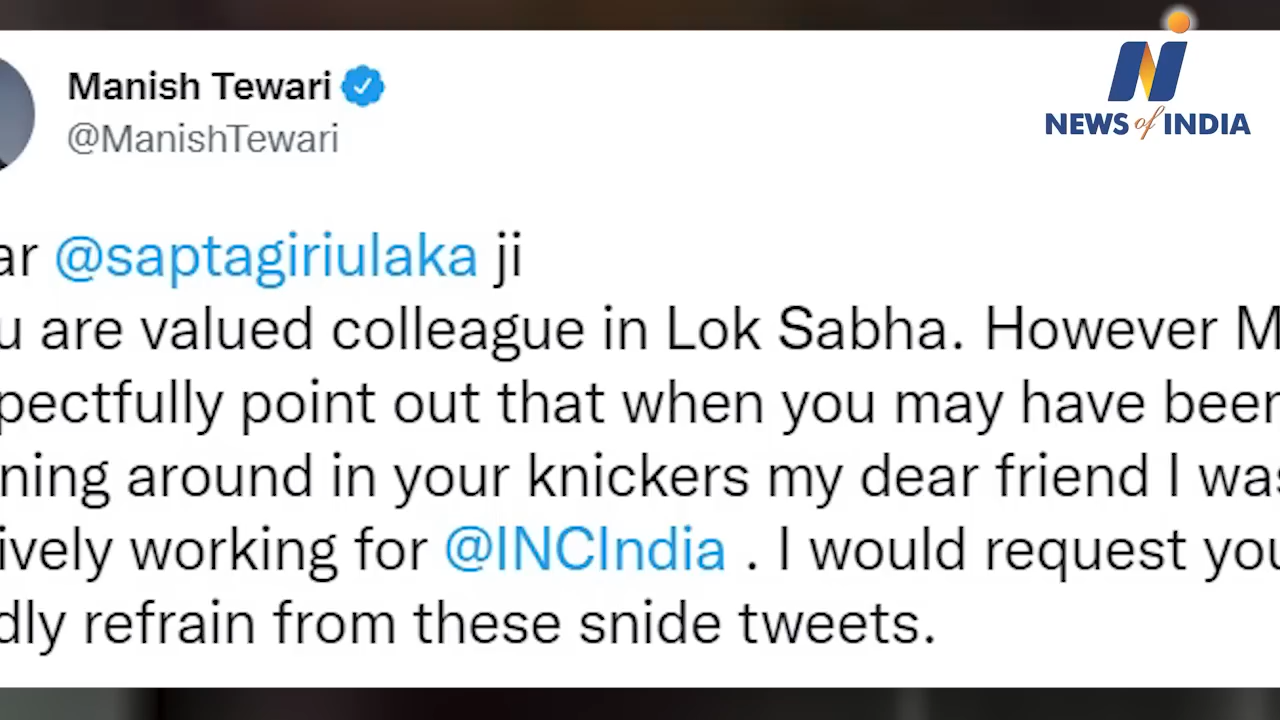 Manish Tewari
@ManishTewari
NEWS of INDIA
ar @saptagiriulaka ji
u are valued colleague in Lok Sabha. However M
pectfully point out that when you may have been
ning around in your knickers my dear friend I was
ively working for @INCIndia . I would request you
dly refrain from these snide tweets.